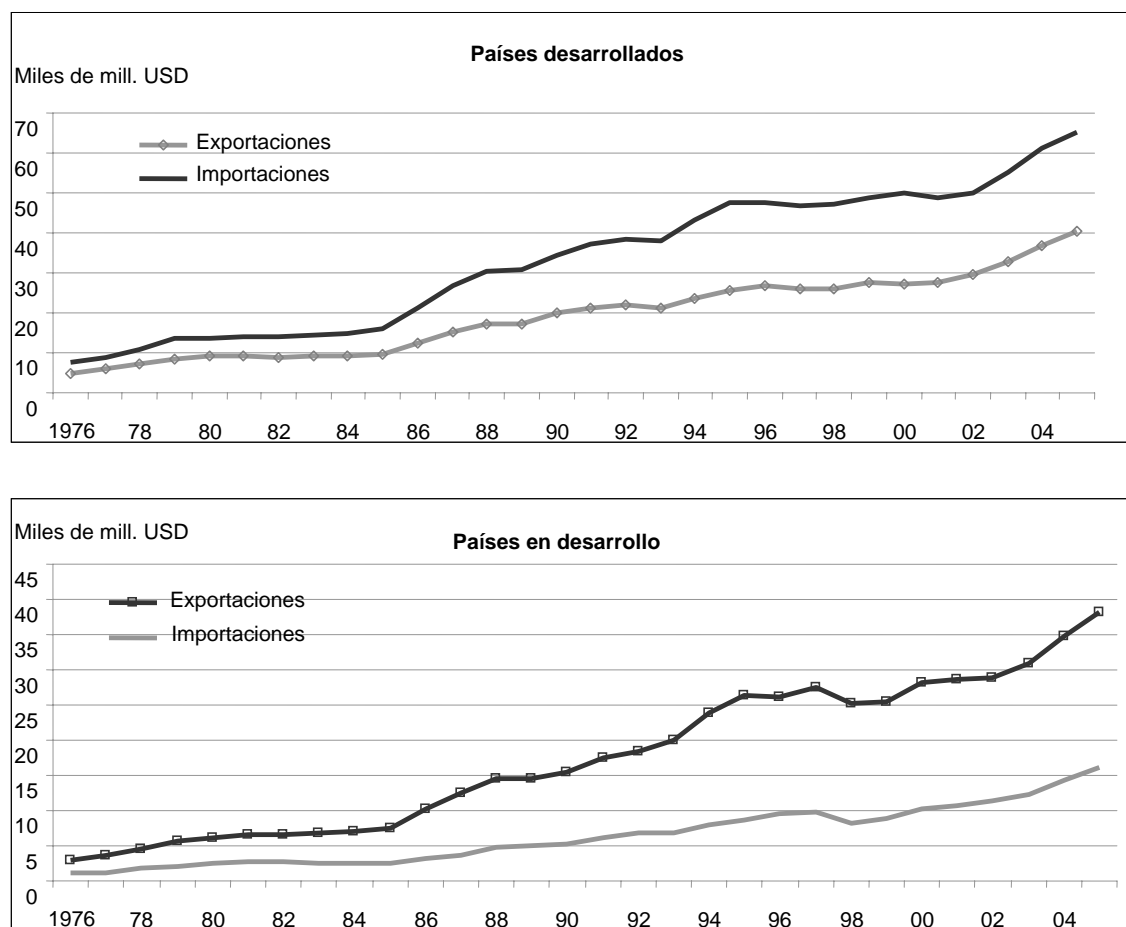 Países desarrollados
Miles de mill. USD
70
60
50
40
30
20
10
0
Exportaciones
Importaciones
1976 78 80 82 84 86 88 90 92 94 96 98 00 02 04
Miles de mill. USD
Países en desarrollo
45
40
35
30
25
20
15
10
5
0
Exportaciones
Importaciones
1976 78 80 82 84 86 88 90 92 94 96 98 00 02 04